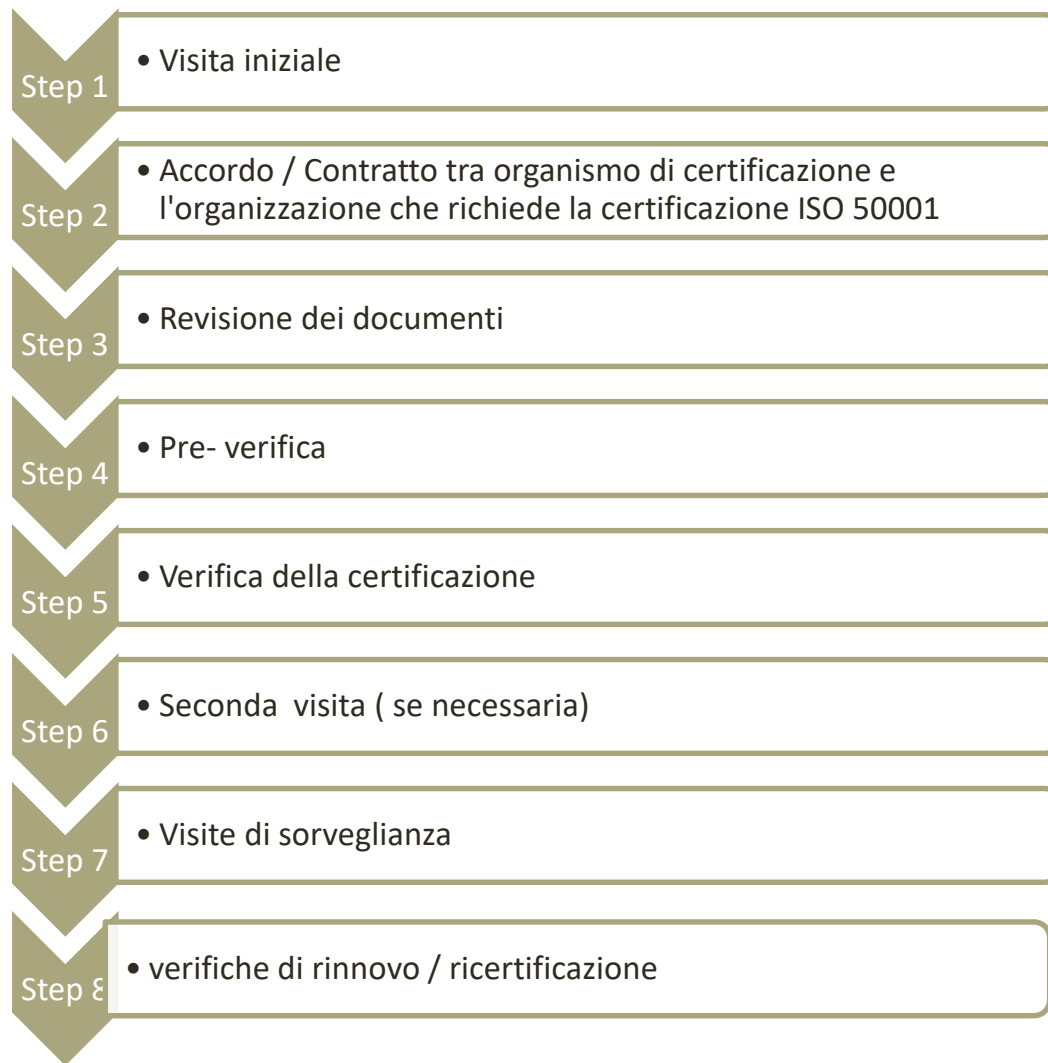 Step 1
• Visita iniziale
Step 2
• Accordo / Contratto tra organismo di certificazione e
l'organizzazione che richiede la certificazione ISO 50001
Step 3
• Revisione dei documenti
Step 4
• Pre- verifica
Step 5
• Verifica della certificazione
Step 6
• Seconda  visita ( se necessaria)
Step 7
• Visite di sorveglianza
Step 8
• verifiche di rinnovo / ricertificazione